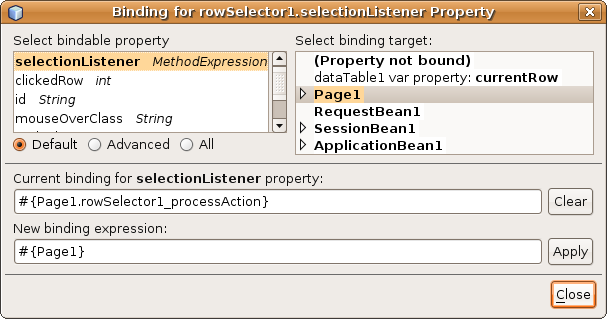 Binding for rowSelector1.selectionListener Property
Select bindable property
selectionListener MethodExpression
clickedRow int
id String
mouseOverClass String
Default Advanced All
Select binding target:
(Property not bound)
dataTable1 var property: currentRow
Page1
RequestBean1
SessionBean1
ApplicationBean1
Current binding for selectionListener property:
#{Page1.rowSelector1_processAction}
Clear
New binding expression:
#{Page1}
Apply
Close